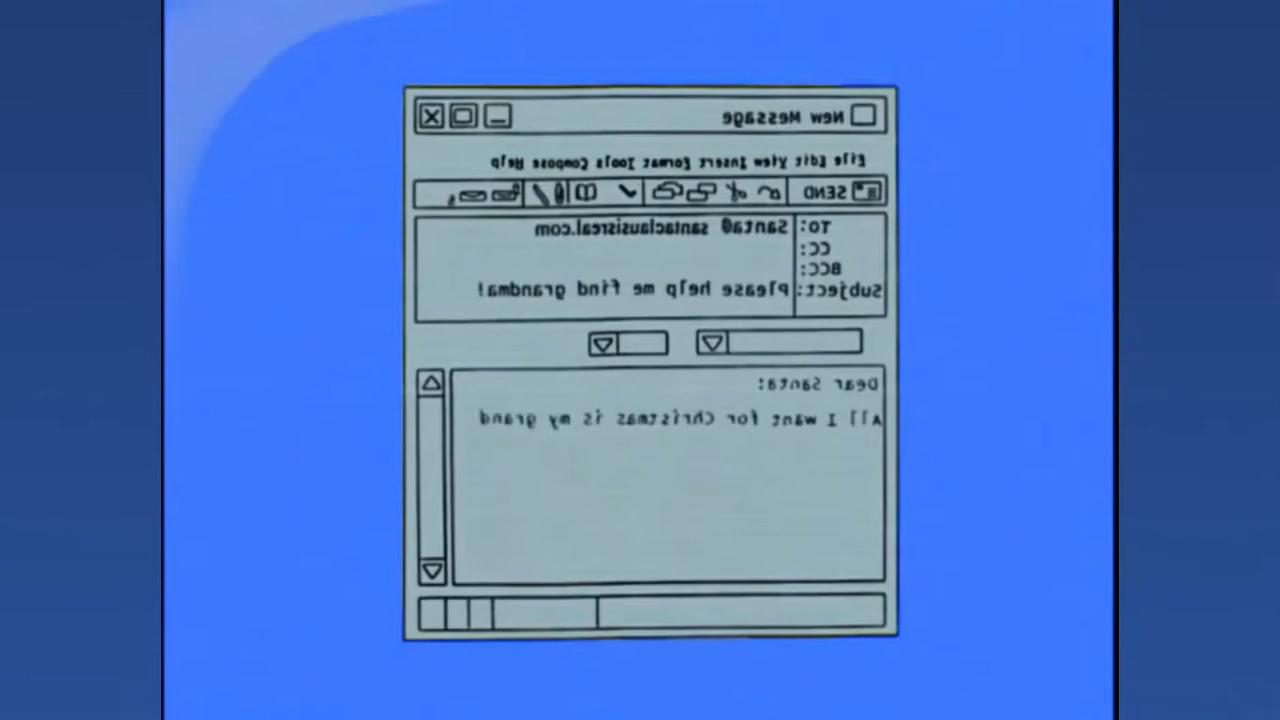 New Message
File Edit View Insert Format Tools Compose Help
SEND
TO: Santa@ santaclausisreal.com
CC:
BCC:
Subject: Please help me find grandma!
Dear Santa:
All I want for Christmas is my grand